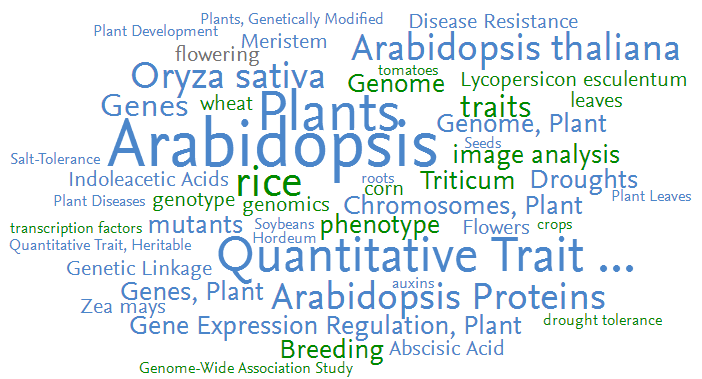 Plants, Genetically Modified
Disease Resistance
Plant Development
Meristem
flowering
Arabidopsis thaliana
Oryza sativa
tomatoes
Genome
Lycopersicon esculentum
Genes
wheat
Plants
traits
leaves
Genome, Plant
Arabidopsis
Seeds
image analysis
Salt-Tolerance
Indoleacetic Acids
rice
roots
corn
Triticum
Droughts
Plant Diseases
genotype
genomics
Chromosomes, Plant
Plant Leaves
transcription factors
mutants
Soybeans
phenotype
Flowers
crops
Quantitative Trait, Heritable
Hordeum
Quantitative Trait ...
Genetic Linkage
Genes, Plant
auxins
Arabidopsis Proteins
Zea mays
Gene Expression Regulation, Plant
drought tolerance
Breeding
Abscisic Acid
Genome-Wide Association Study